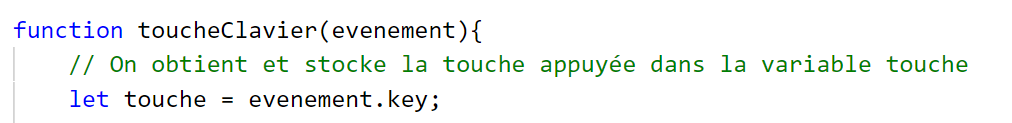 function toucheClavier(evenement){
// On obtient et stocke la touche appuyée dans la variable touche
let touche = evenement.key;